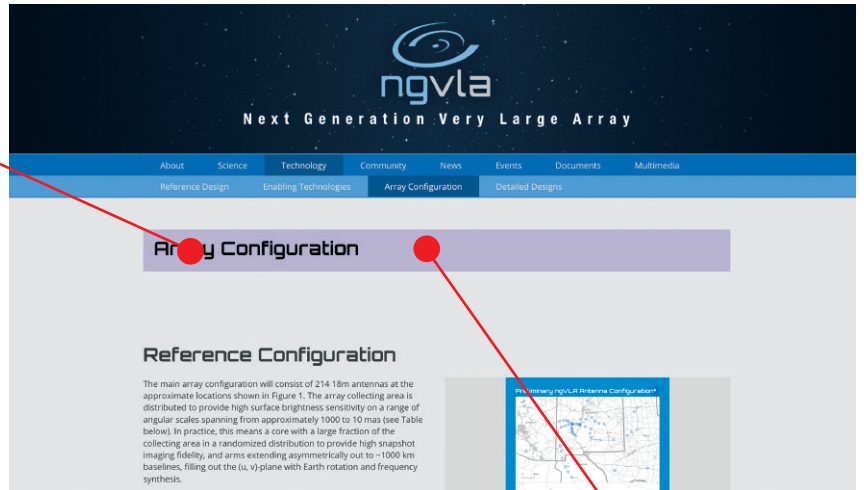 ngvla
Next Generation Very Large Array
About Science Technology Community News Events Documents Multimedia
Reference Design Enabling Technologies Array Configuration Detailed Designs
Array Configuration
Reference Configuration
The main array configuration will consist of 214 18m antennas at the
approximate locations shown in Figure 1. The array collecting area is
distributed to provide high surface brightness sensitivity on a range of
angular scales spanning from approximately 1000 to 10 mas (see Table
below). In practice, this means a core with a large fraction of the
collecting area in a randomized distribution to provide high snapshot
imaging fidelity, and arms extending asymmetrically out to ~1000 km
baselines, filling out the (u, v)-plane with Earth rotation and frequency
synthesis.
Preliminary ngVLA Antenna Configuration*